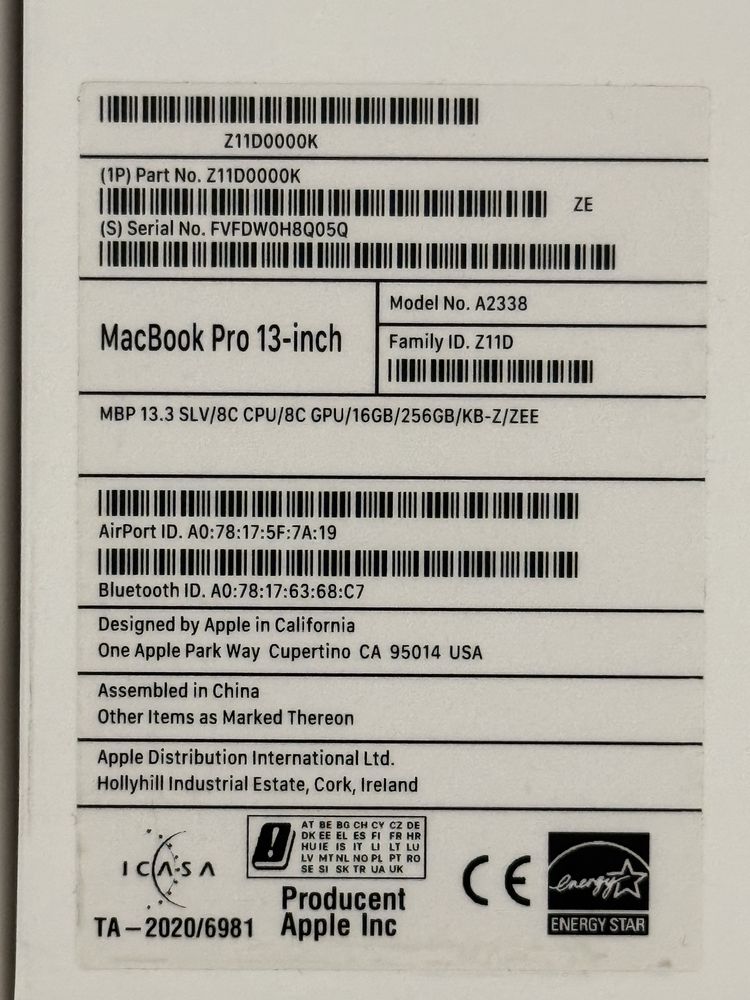 Z11D0000K
(1P) Part No. Z11D0000K
ZE
(S) Serial No. FVFDW0H8Q05Q
MacBook Pro 13-inch
Model No. A2338
Family ID. Z11D
MBP 13.3 SLV/8C CPU/8C GPU/16GB/256GB/KB-Z/ZEE
AirPort ID. A0:78:17:5F:7A:19
Bluetooth ID. A0:78:17:63:68:C7
Designed by Apple in California
One Apple Park Way Cupertino CA 95014 USA
Assembled in China
Other Items as Marked Thereon
Apple Distribution International Ltd.
Hollyhill Industrial Estate, Cork, Ireland
ICASA
TA-2020/6981
AT BE BG CH CY CZ DE
DK EE EL ES FI FR HR
HU IE IS IT LI LT LU
LV MT NL NO PL PT RO
SE SI SK TR UA UK
Producent
Apple Inc
CE
energy
ENERGY STAR